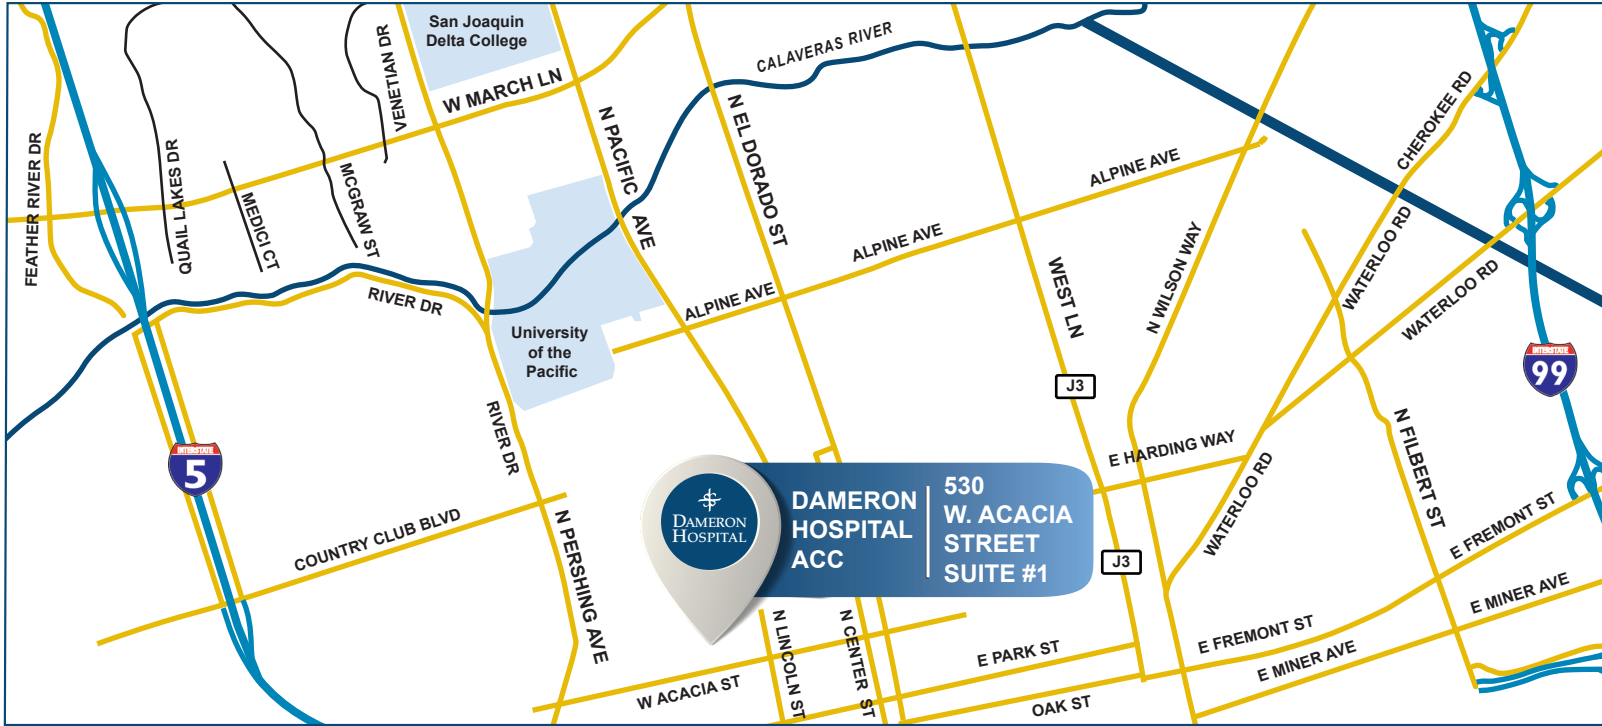 San Joaquin
Delta College
VENETIAN DR
W MARCH LN
CALAVERAS RIVER
FEATHER RIVER DR
QUAIL LAKES DR
MEDICI CT
MCGRAW ST
N PACIFIC
AVE
N EL DORADO ST
ALPINE AVE
ALPINE AVE
ALPINE AVE
CHEROKEE RD
WATERLOO RD
WATERLOO RD
N WILSON WAY
WEST LN
RIVER DR
University
of the
Pacific
J3
INTERSTATE
99
RIVER DR
N FILBERT ST
E HARDING WAY
WATERLOO RD
INTERSTATE
5
COUNTRY CLUB BLVD
N PERSHING AVE
DAMERON
HOSPITAL
DAMERON
HOSPITAL
ACC
530
W. ACACIA
STREET
SUITE #1
J3
E FREMONT ST
E MINER AVE
N LINCOLN ST
N CENTER ST
E PARK ST
E FREMONT ST
E MINER AVE
W ACACIA ST
OAK ST